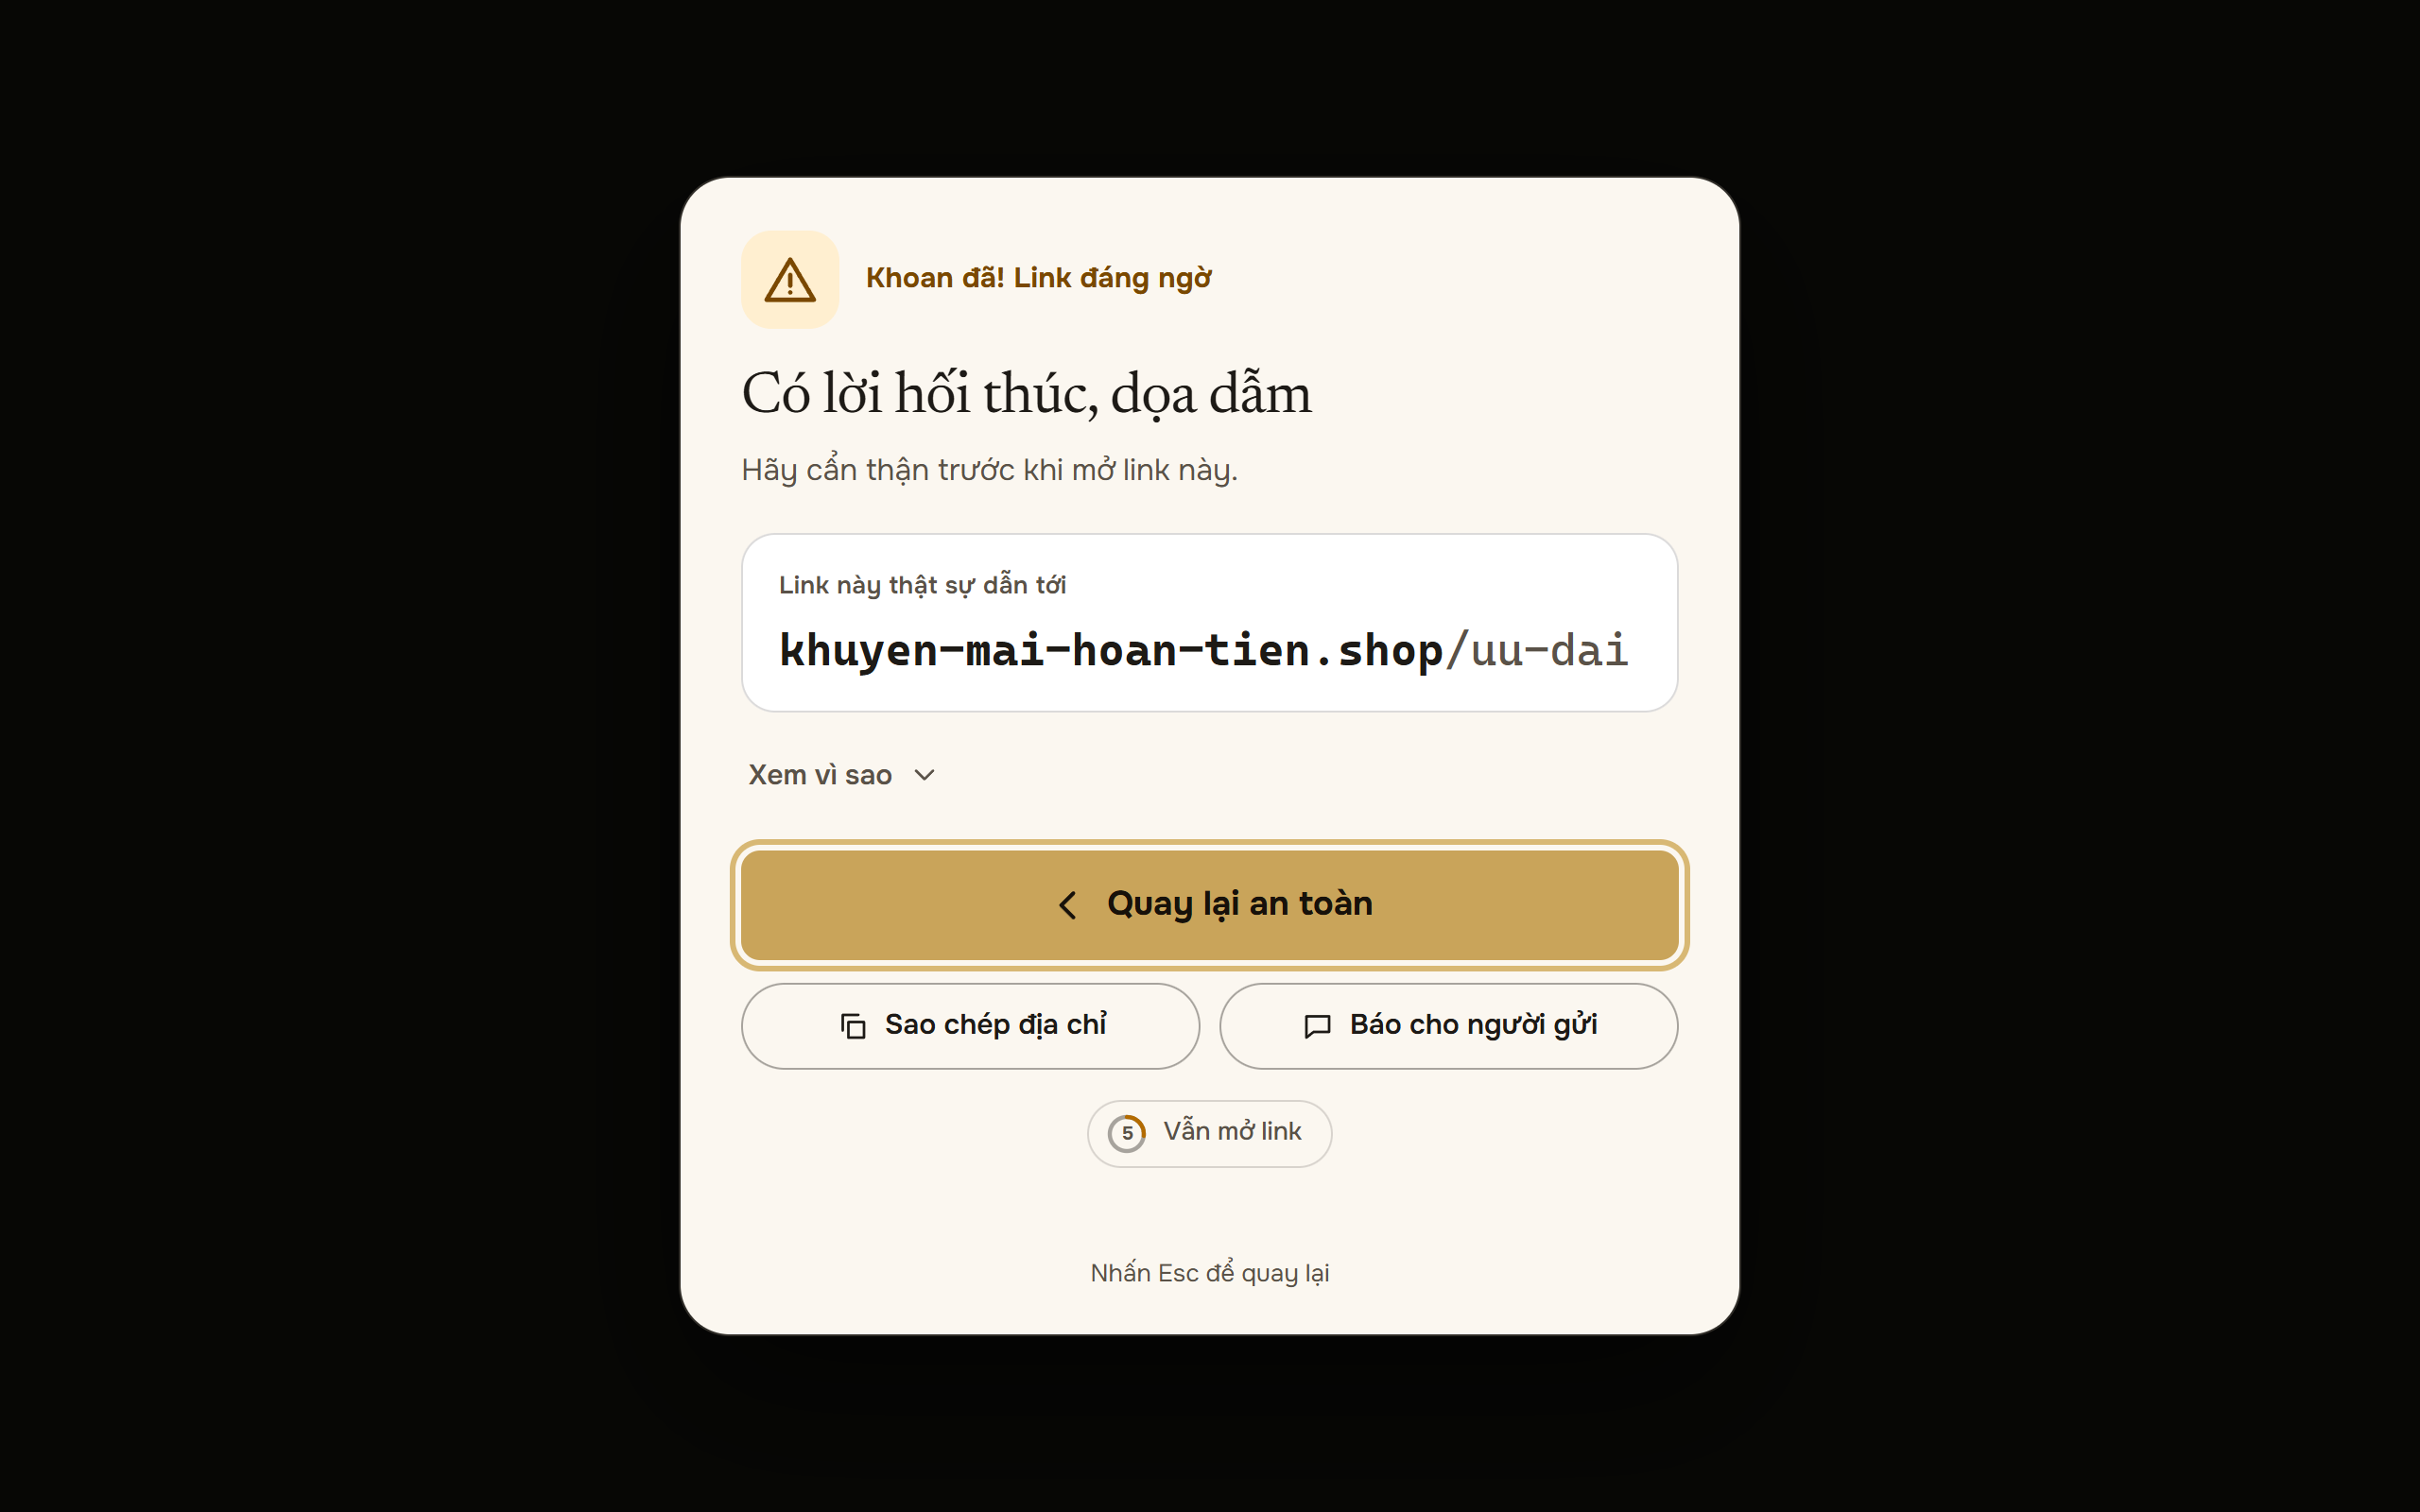 Khoan đã! Link đáng ngờ
Có lời hối thúc, dọa dẫm
Hãy cẩn thận trước khi mở link này.
Link này thật sự dẫn tới
khuyen-mai-hoan-tien.shop/uu-dai
Xem vì sao
Quay lại an toàn
Sao chép địa chỉ
Báo cho người gửi
5 Vẫn mở link
Nhấn Esc để quay lại